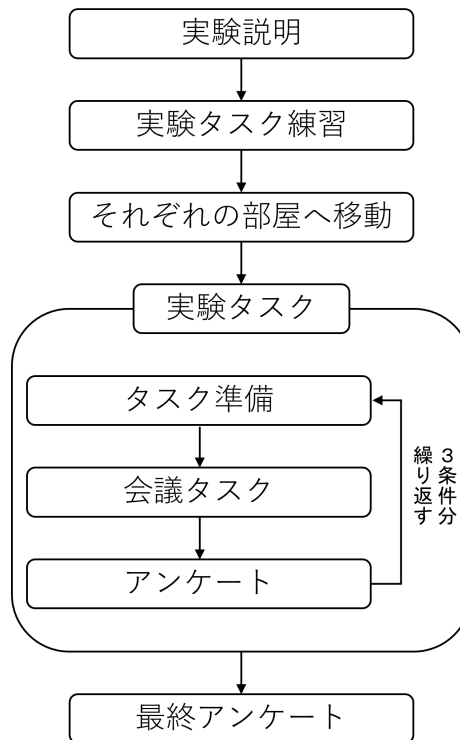 実験説明
実験タスク練習
それぞれの部屋へ移動
実験タスク
タスク準備
会議タスク
アンケート
３条件分
繰り返す
最終アンケート